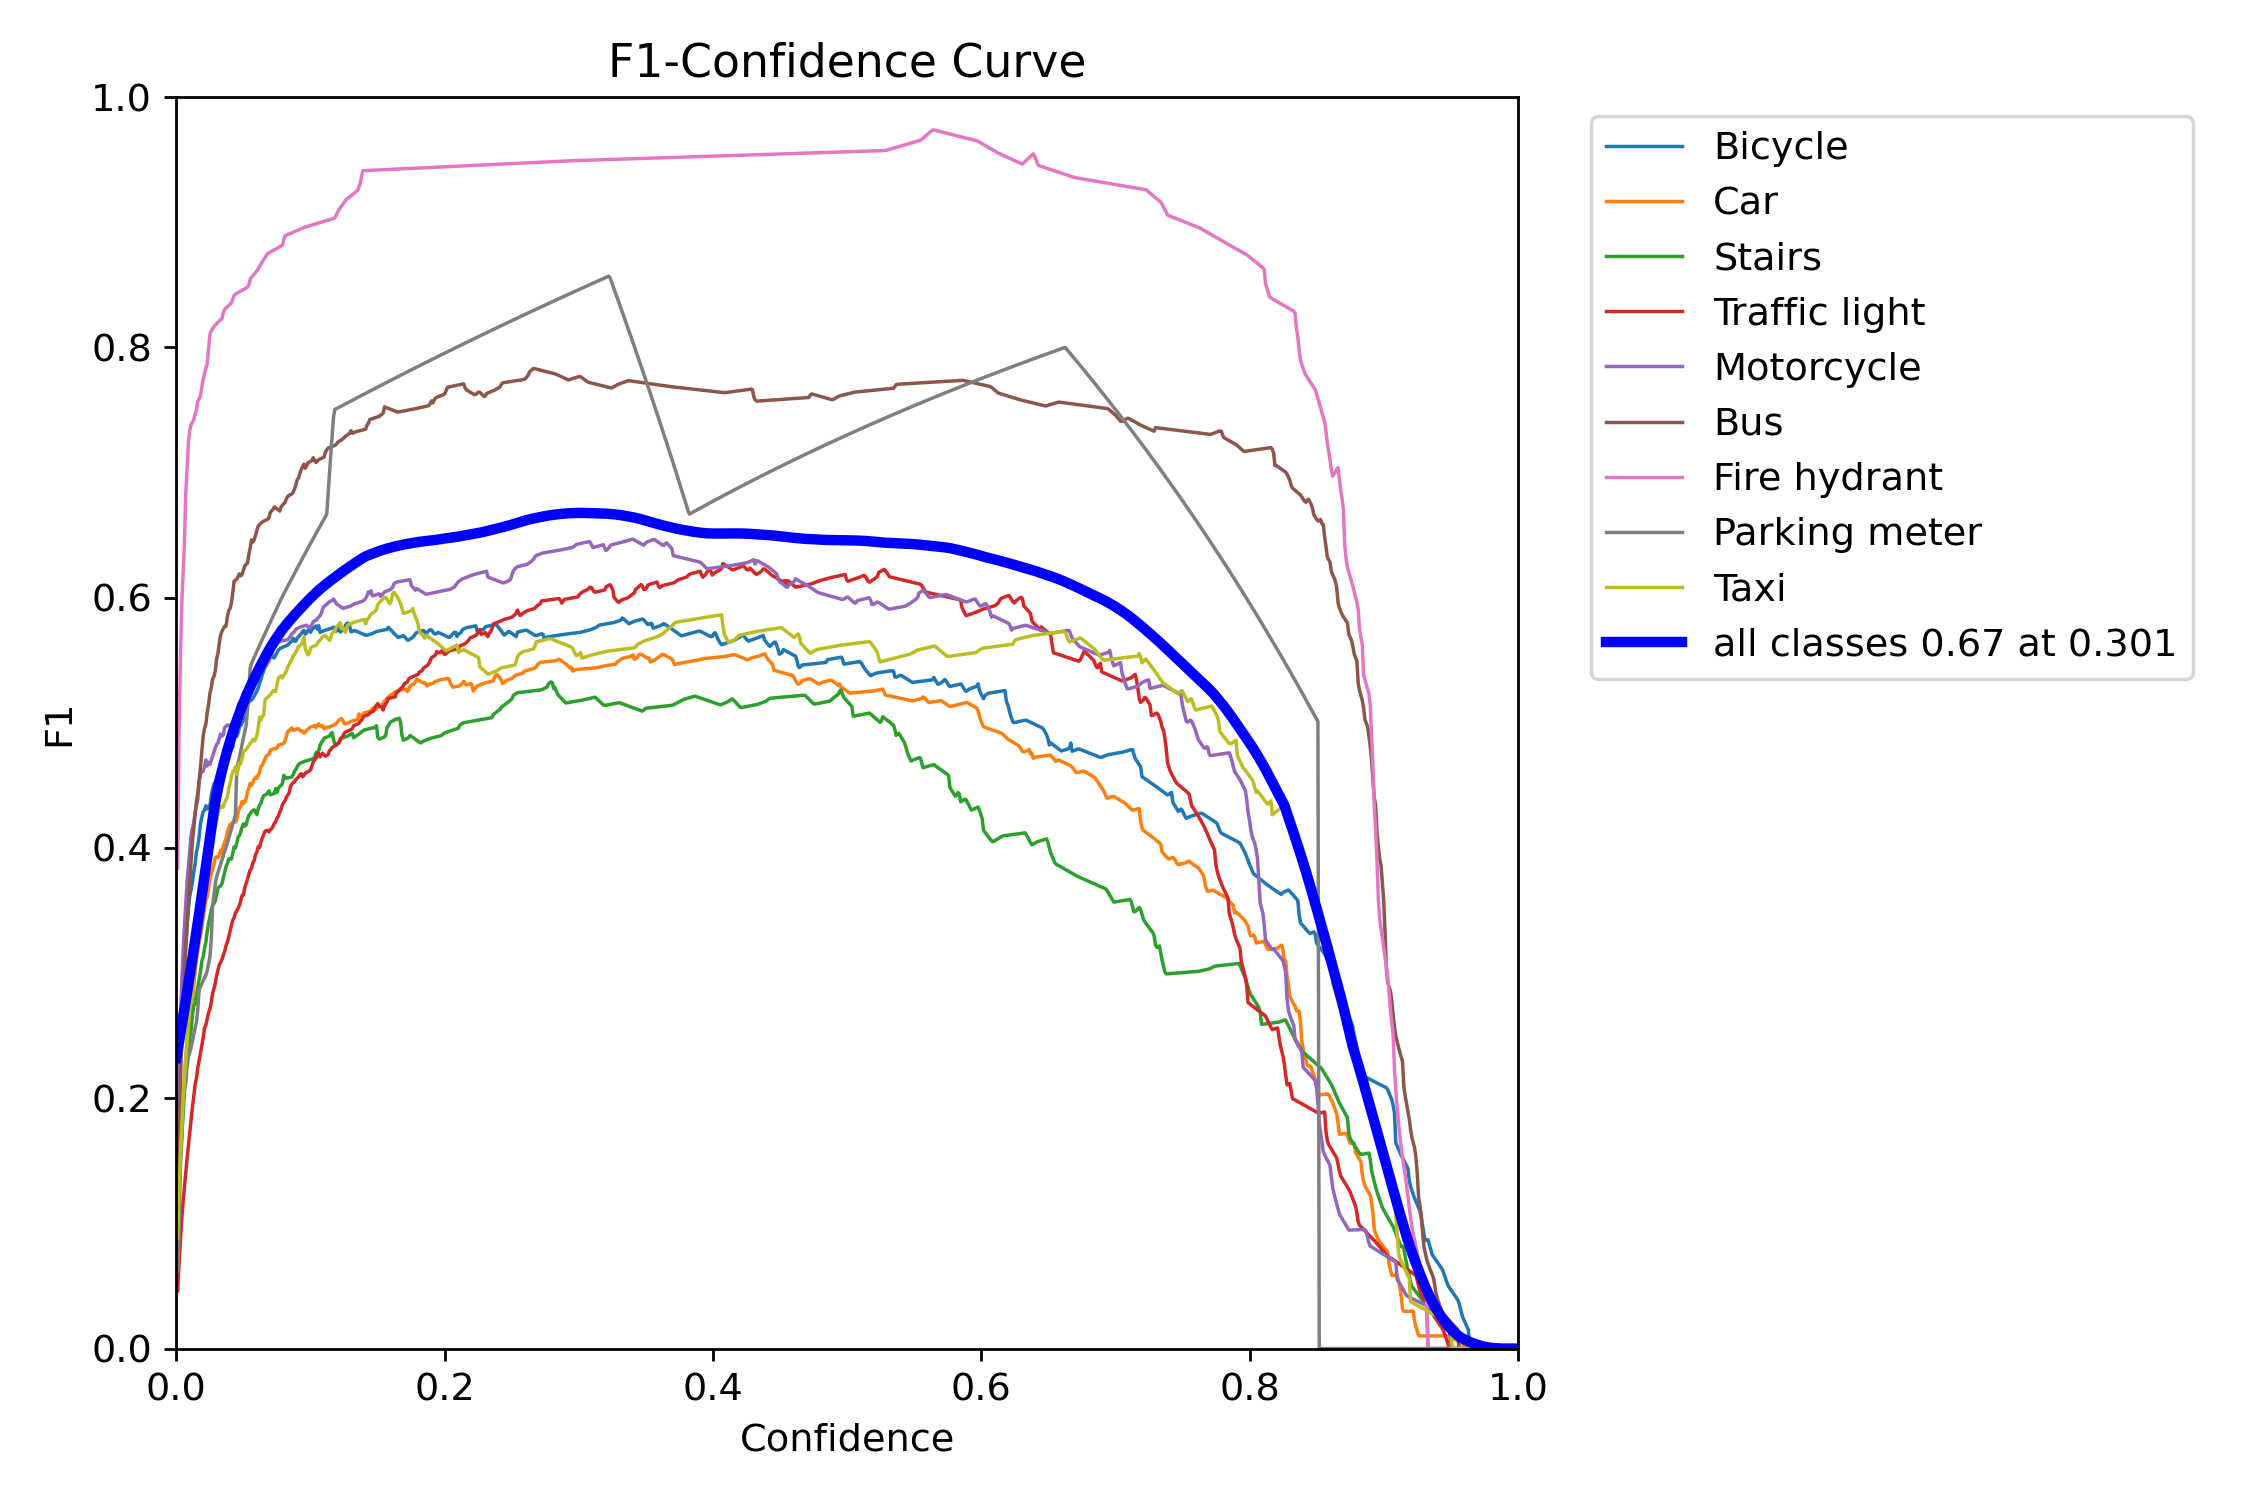 F1-Confidence Curve
1.0
0.8
0.6
0.4
0.2
0.0
F1
0.0 0.2 0.4 0.6 0.8 1.0
Confidence
Bicycle
Car
Stairs
Traffic light
Motorcycle
Bus
Fire hydrant
Parking meter
Taxi
all classes 0.67 at 0.301